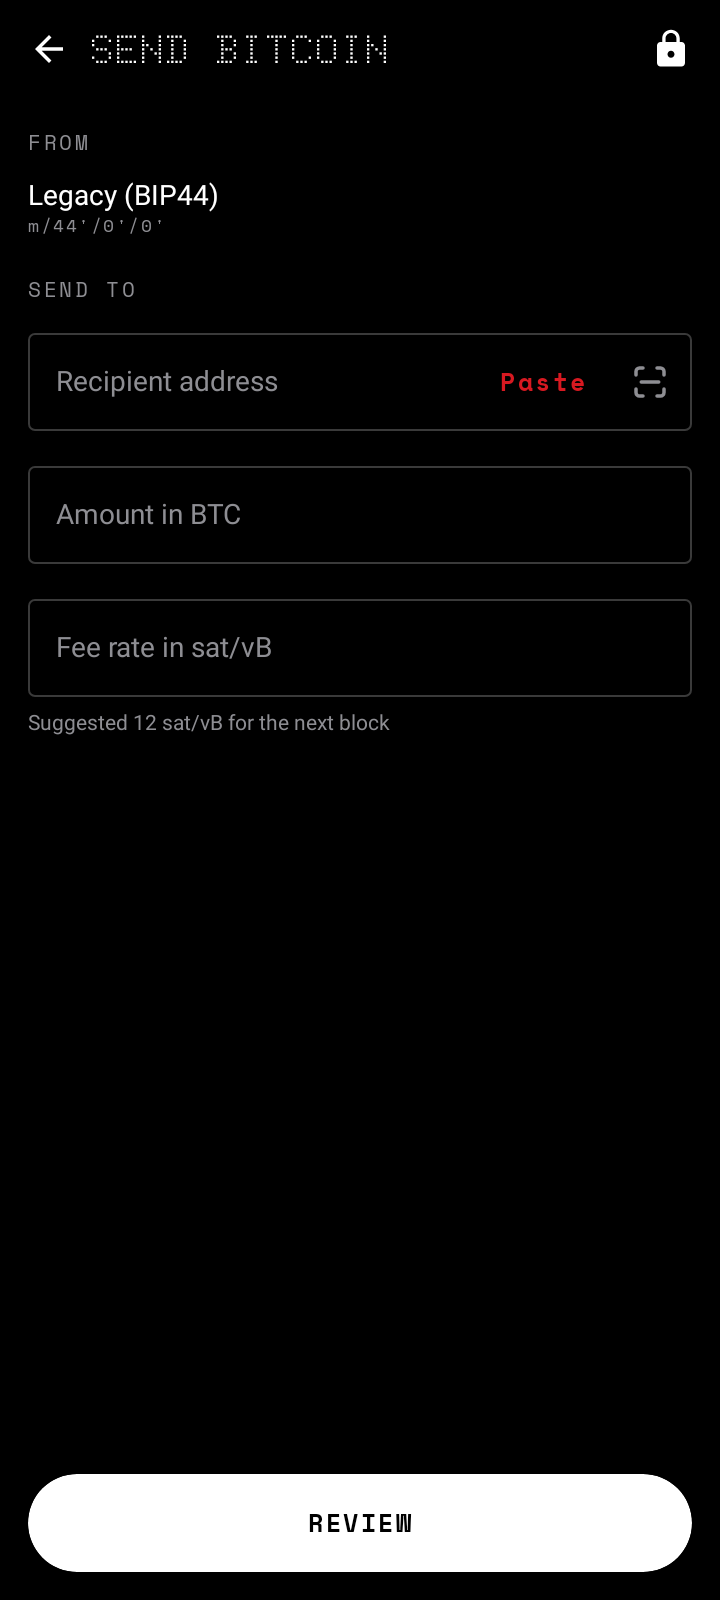 SEND BITCOIN
FROM
Legacy (BIP44)
m/44'/0'/0'
SEND TO
Recipient address Paste
Amount in BTC
Fee rate in sat/vB
Suggested 12 sat/vB for the next block
REVIEW